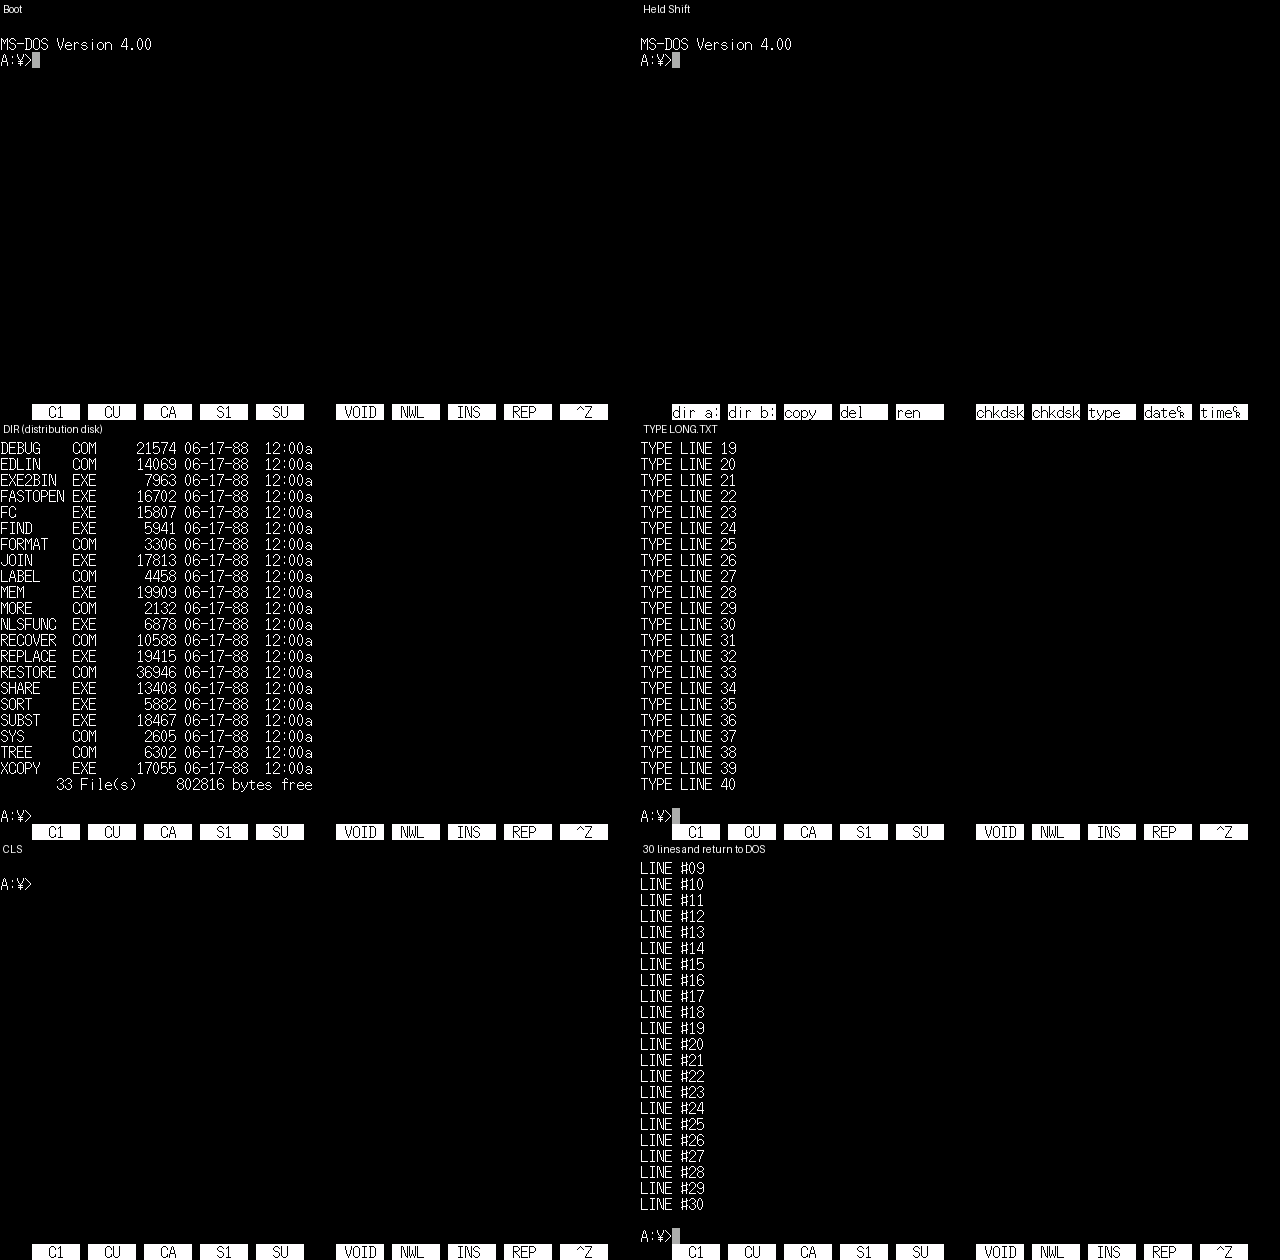 Boot
MS-DOS Version 4.00
A:¥>
C1 CU CA S1 SU VOID NWL INS REP ^Z
Held Shift
MS-DOS Version 4.00
A:¥>
dir a: dir b: copy del ren chkdsk chkdsk type date% time%
DIR (distribution disk)
DEBUG COM 21574 06-17-88 12:00a
EDLIN COM 14069 06-17-88 12:00a
EXE2BIN EXE 7963 06-17-88 12:00a
FASTOPEN EXE 16702 06-17-88 12:00a
FC EXE 15807 06-17-88 12:00a
FIND EXE 5941 06-17-88 12:00a
FORMAT COM 3306 06-17-88 12:00a
JOIN EXE 17813 06-17-88 12:00a
LABEL COM 4458 06-17-88 12:00a
MEM EXE 19909 06-17-88 12:00a
MORE COM 2132 06-17-88 12:00a
NLSFUNC EXE 6878 06-17-88 12:00a
RECOVER COM 10588 06-17-88 12:00a
REPLACE EXE 19415 06-17-88 12:00a
RESTORE COM 36946 06-17-88 12:00a
SHARE EXE 13408 06-17-88 12:00a
SORT EXE 5882 06-17-88 12:00a
SUBST EXE 18467 06-17-88 12:00a
SYS COM 2605 06-17-88 12:00a
TREE COM 6302 06-17-88 12:00a
XCOPY EXE 17055 06-17-88 12:00a
33 File(s) 802816 bytes free
A:¥>
C1 CU CA S1 SU VOID NWL INS REP ^Z
TYPE LONG.TXT
TYPE LINE 19
TYPE LINE 20
TYPE LINE 21
TYPE LINE 22
TYPE LINE 23
TYPE LINE 24
TYPE LINE 25
TYPE LINE 26
TYPE LINE 27
TYPE LINE 28
TYPE LINE 29
TYPE LINE 30
TYPE LINE 31
TYPE LINE 32
TYPE LINE 33
TYPE LINE 34
TYPE LINE 35
TYPE LINE 36
TYPE LINE 37
TYPE LINE 38
TYPE LINE 39
TYPE LINE 40
A:¥>
C1 CU CA S1 SU VOID NWL INS REP ^Z
CLS
A:¥>
C1 CU CA S1 SU VOID NWL INS REP ^Z
30 lines and return to DOS
LINE #09
LINE #10
LINE #11
LINE #12
LINE #13
LINE #14
LINE #15
LINE #16
LINE #17
LINE #18
LINE #19
LINE #20
LINE #21
LINE #22
LINE #23
LINE #24
LINE #25
LINE #26
LINE #27
LINE #28
LINE #29
LINE #30
A:¥>
C1 CU CA S1 SU VOID NWL INS REP ^Z